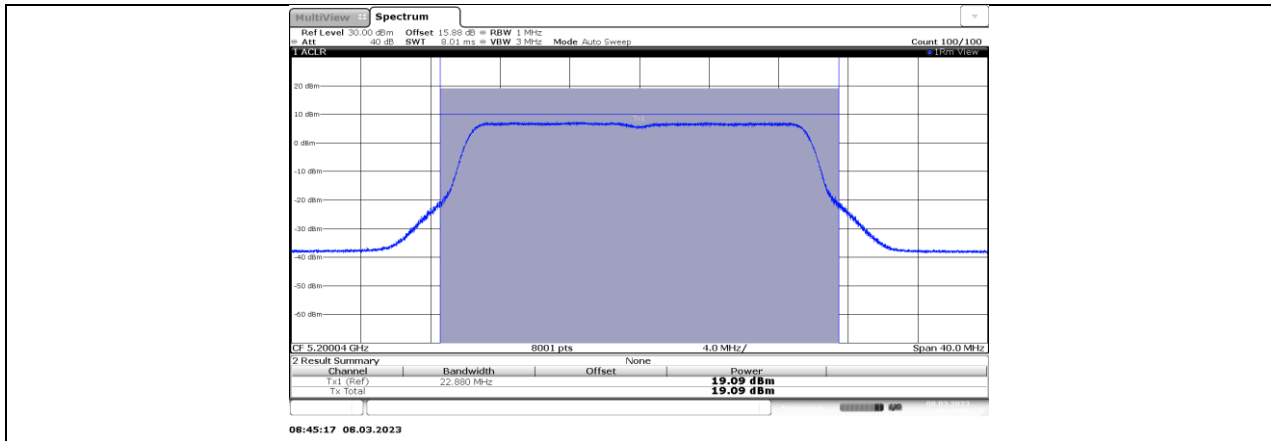 MultiView Spectrum
Ref Level 30.00 dBm Offset 15.88 dB RBW 1 MHz
Att 40 dB SWT 8.01 ms VBW 3 MHz Mode Auto Sweep Count 100/100
1 ACLR 1Rm View
20 dBm
10 dBm
Tx1
0 dBm
-10 dBm
-20 dBm
-30 dBm
-40 dBm
-50 dBm
-60 dBm
CF 5.20004 GHz 8001 pts 4.0 MHz/ Span 40.0 MHz
2 Result Summary None
Channel Bandwidth Offset Power
Tx1 (Ref) 22.880 MHz 19.09 dBm
Tx Total 19.09 dBm
08.03.2023
08:45:17 08.03.2023